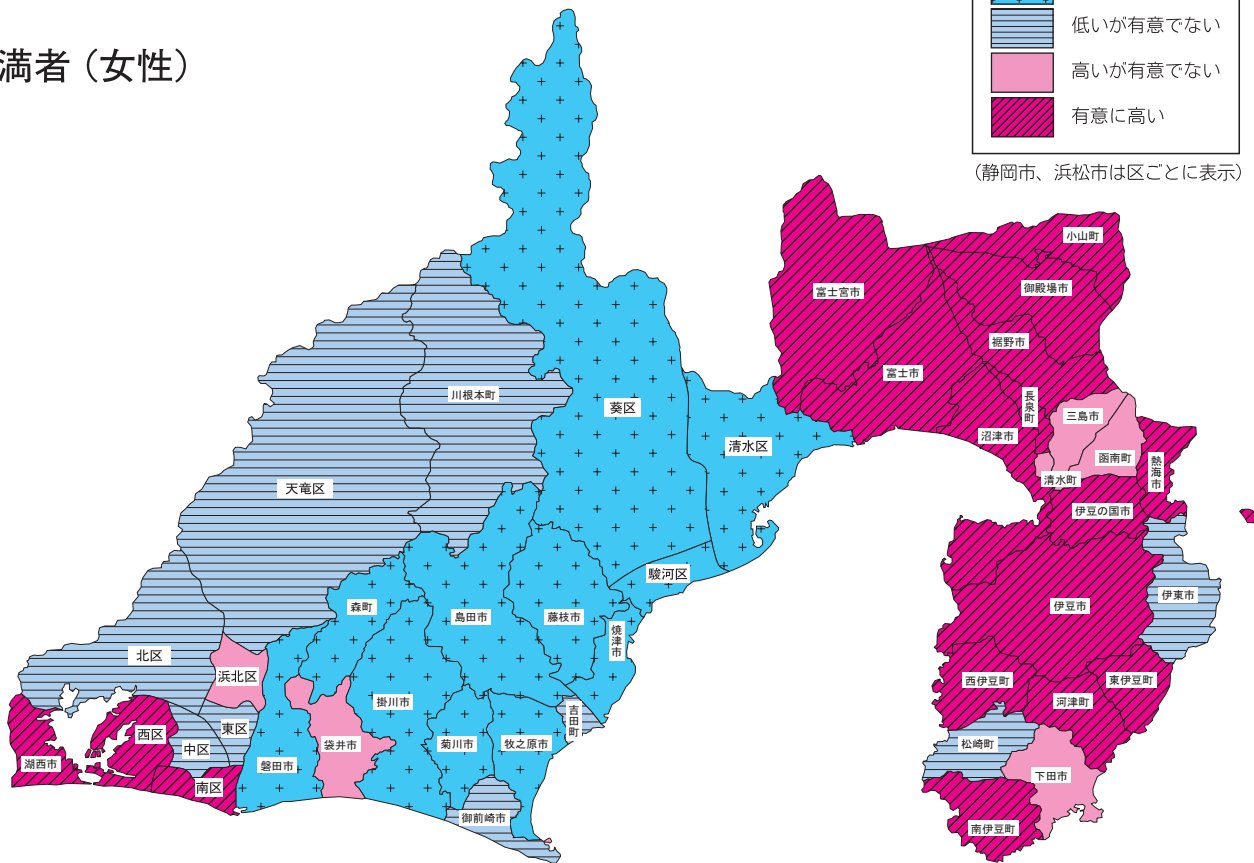 満者（女性）
低いが有意でない
高いが有意でない
有意に高い
（静岡市、浜松市は区ごとに表示）
小山町
御殿場市
富士宮市
裾野市
富士市
長泉町
三島市
沼津市
函南町
熱海市
清水町
伊豆の国市
川根本町
葵区
清水区
天竜区
駿河区
伊東市
伊豆市
森町
島田市
藤枝市
焼津市
北区
浜北区
西伊豆町
東伊豆町
河津町
掛川市
吉田町
西区
東区
中区
袋井市
菊川市
牧之原市
松崎町
湖西市
磐田市
南区
下田市
御前崎市
南伊豆町